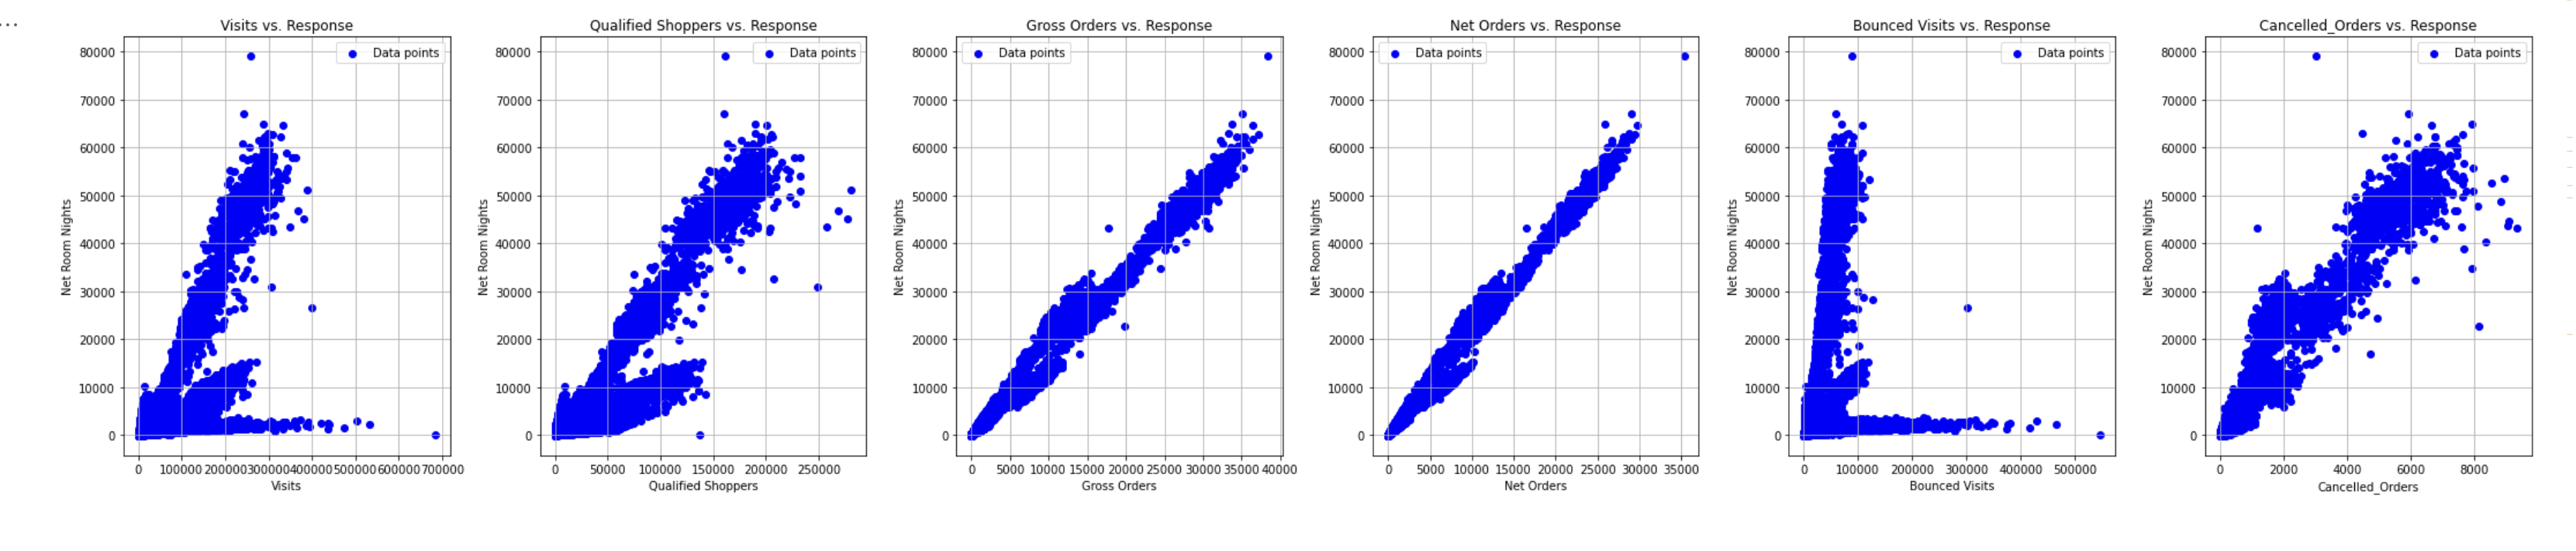 ...
Visits vs. Response
Data points
80000
70000
60000
50000
40000
30000
20000
10000
0
Net Room Nights
0 100000 200000 300000 400000 500000 600000 700000
Visits
Qualified Shoppers vs. Response
Data points
80000
70000
60000
50000
40000
30000
20000
10000
0
Net Room Nights
0 50000 100000 150000 200000 250000
Qualified Shoppers
Gross Orders vs. Response
Data points
80000
70000
60000
50000
40000
30000
20000
10000
0
Net Room Nights
0 5000 10000 15000 20000 25000 30000 35000 40000
Gross Orders
Net Orders vs. Response
Data points
80000
70000
60000
50000
40000
30000
20000
10000
0
Net Room Nights
0 5000 10000 15000 20000 25000 30000 35000
Net Orders
Bounced Visits vs. Response
Data points
80000
70000
60000
50000
40000
30000
20000
10000
0
Net Room Nights
0 100000 200000 300000 400000 500000
Bounced Visits
Cancelled_Orders vs. Response
Data points
80000
70000
60000
50000
40000
30000
20000
10000
0
Net Room Nights
0 2000 4000 6000 8000
Cancelled_Orders